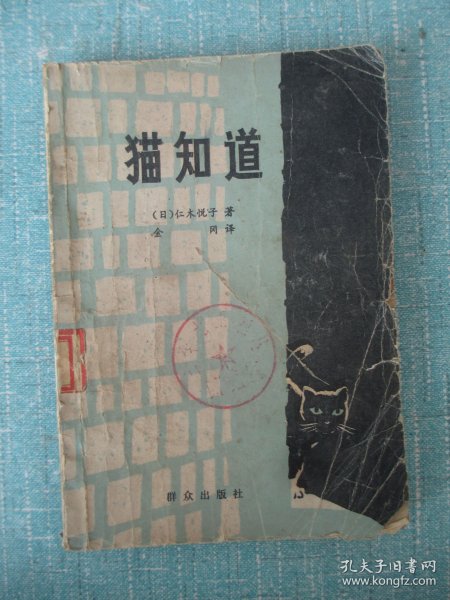 猫知道
（日）仁木悦子 著
金 冈 译
群众出版社
孔夫子旧书网
www.kongfz.com